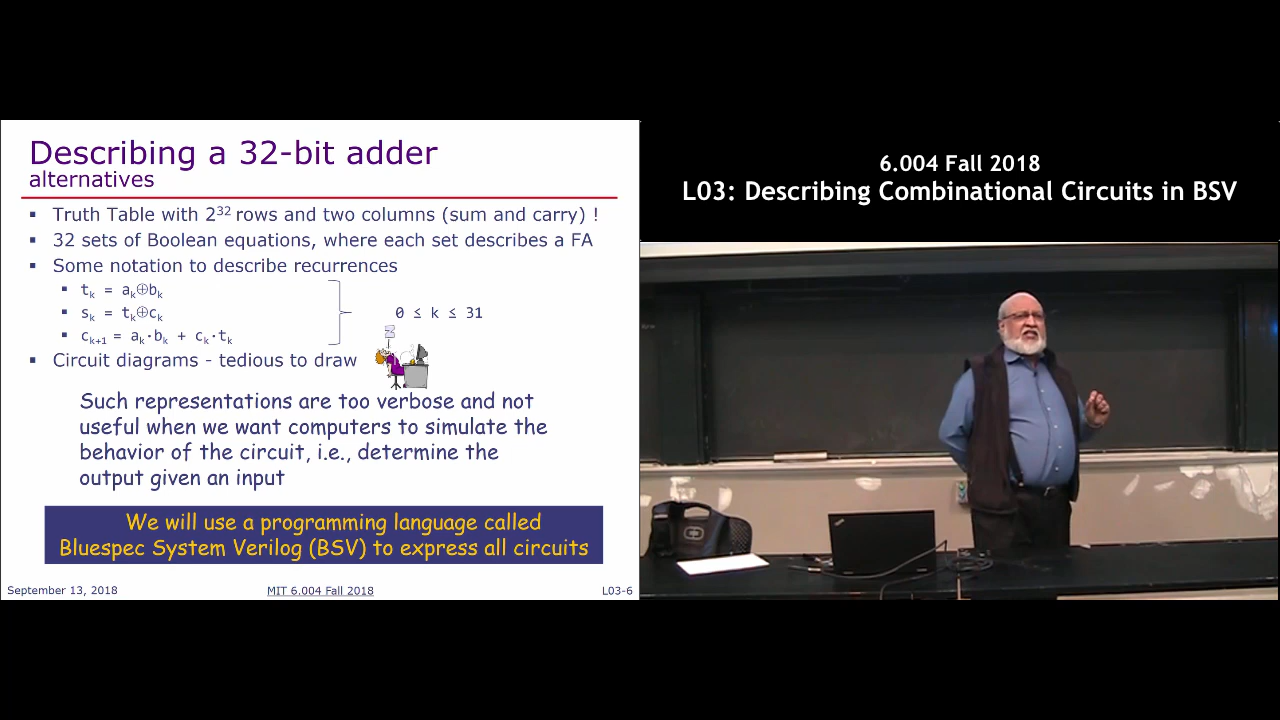 Describing a 32-bit adder
alternatives
▪ Truth Table with 2³² rows and two columns (sum and carry) !
▪ 32 sets of Boolean equations, where each set describes a FA
▪ Some notation to describe recurrences
▪ tₖ = aₖ⊕bₖ
▪ sₖ = tₖ⊕cₖ
0 ≤ k ≤ 31
▪ cₖ₊₁ = aₖ·bₖ + cₖ·tₖ
▪ Circuit diagrams - tedious to draw
Such representations are too verbose and not
useful when we want computers to simulate the
behavior of the circuit, i.e., determine the
output given an input
We will use a programming language called
Bluespec System Verilog (BSV) to express all circuits
September 13, 2018
MIT 6.004 Fall 2018
L03-6
6.004 Fall 2018
L03: Describing Combinational Circuits in BSV